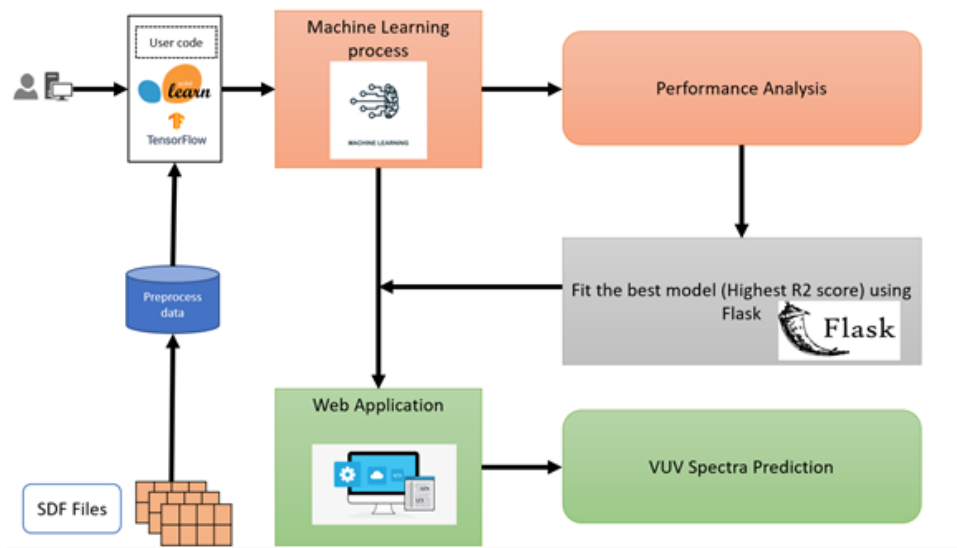 User code
learn
TensorFlow
Machine Learning
process
MACHINE LEARNING
Performance Analysis
Preprocess
data
Fit the best model (Highest R2 score) using
Flask
Flask
SDF Files
Web Application
VUV Spectra Prediction